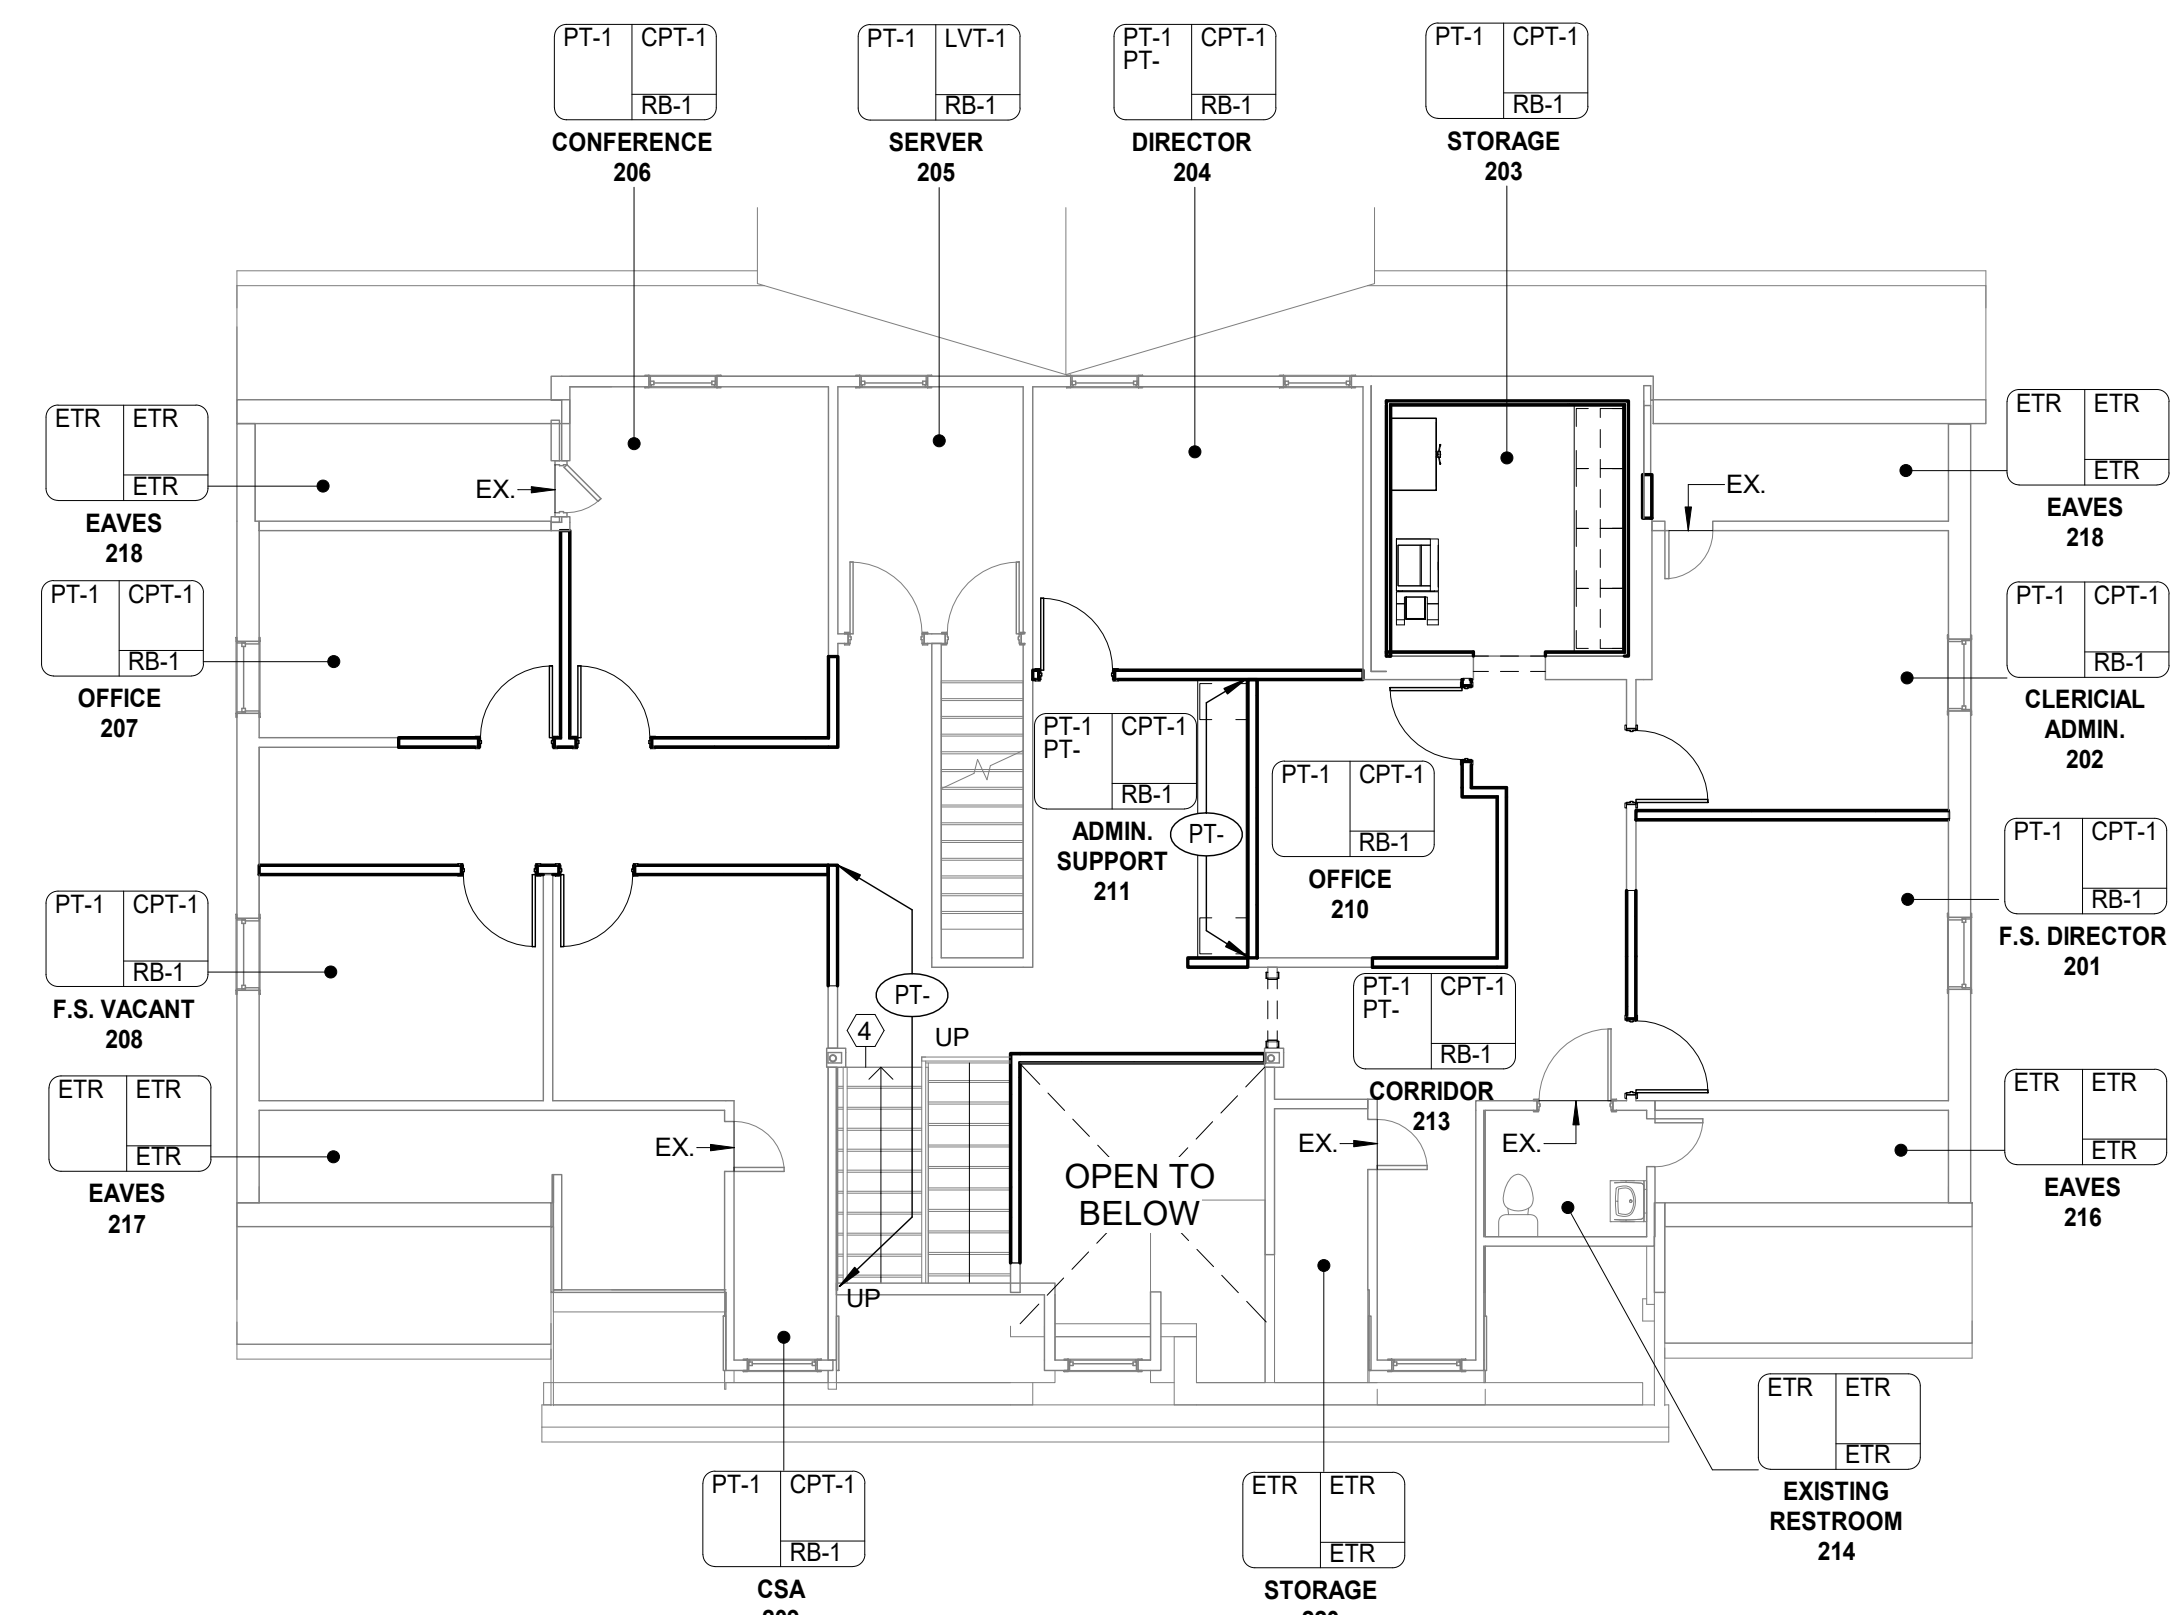 PT-1 CPT-1
RB-1
CONFERENCE
206
PT-1 LVT-1
RB-1
SERVER
205
PT-1 CPT-1
PT-
RB-1
DIRECTOR
204
PT-1 CPT-1
RB-1
STORAGE
203
ETR ETR
ETR
EAVES
218
EX.
EX.
ETR ETR
ETR
EAVES
218
PT-1 CPT-1
RB-1
OFFICE
207
PT-1 CPT-1
RB-1
CLERICIAL
ADMIN.
202
PT-1 CPT-1
PT-
RB-1
ADMIN.
SUPPORT
211
PT-
PT-1 CPT-1
RB-1
OFFICE
210
PT-1 CPT-1
RB-1
F.S. DIRECTOR
201
PT-1 CPT-1
RB-1
F.S. VACANT
208
PT-
4
UP
PT-1 CPT-1
PT-
RB-1
CORRIDOR
213
ETR ETR
ETR
EAVES
217
EX.
OPEN TO
BELOW
EX.
EX.
ETR ETR
ETR
EAVES
216
UP
PT-1 CPT-1
RB-1
CSA
ETR ETR
ETR
STORAGE
ETR ETR
ETR
EXISTING
RESTROOM
214